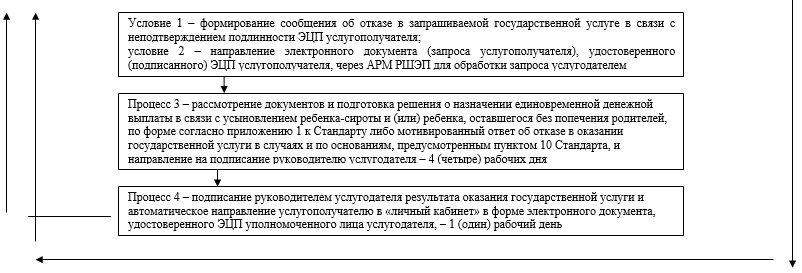 Условие 1 – формирование сообщения об отказе в запрашиваемой государственной услуге в связи с
неподтверждением подлинности ЭЦП услугополучателя;
условие 2 – направление электронного документа (запроса услугополучателя), удостоверенного
(подписанного) ЭЦП услугополучателя, через АРМ РШЭП для обработки запроса услугодателем
Процесс 3 – рассмотрение документов и подготовка решения о назначении единовременной денежной
выплаты в связи с усыновлением ребенка-сироты и (или) ребенка, оставшегося без попечения родителей,
по форме согласно приложению 1 к Стандарту либо мотивированный ответ об отказе в оказании
государственной услуги в случаях и по основаниям, предусмотренным пунктом 10 Стандарта, и
направление на подписание руководителю услугодателя – 4 (четыре) рабочих дня
Процесс 4 – подписание руководителем услугодателя результата оказания государственной услуги и
автоматическое направление услугополучателю в «личный кабинет» в форме электронного документа,
удостоверенного ЭЦП уполномоченного лица услугодателя, – 1 (один) рабочий день